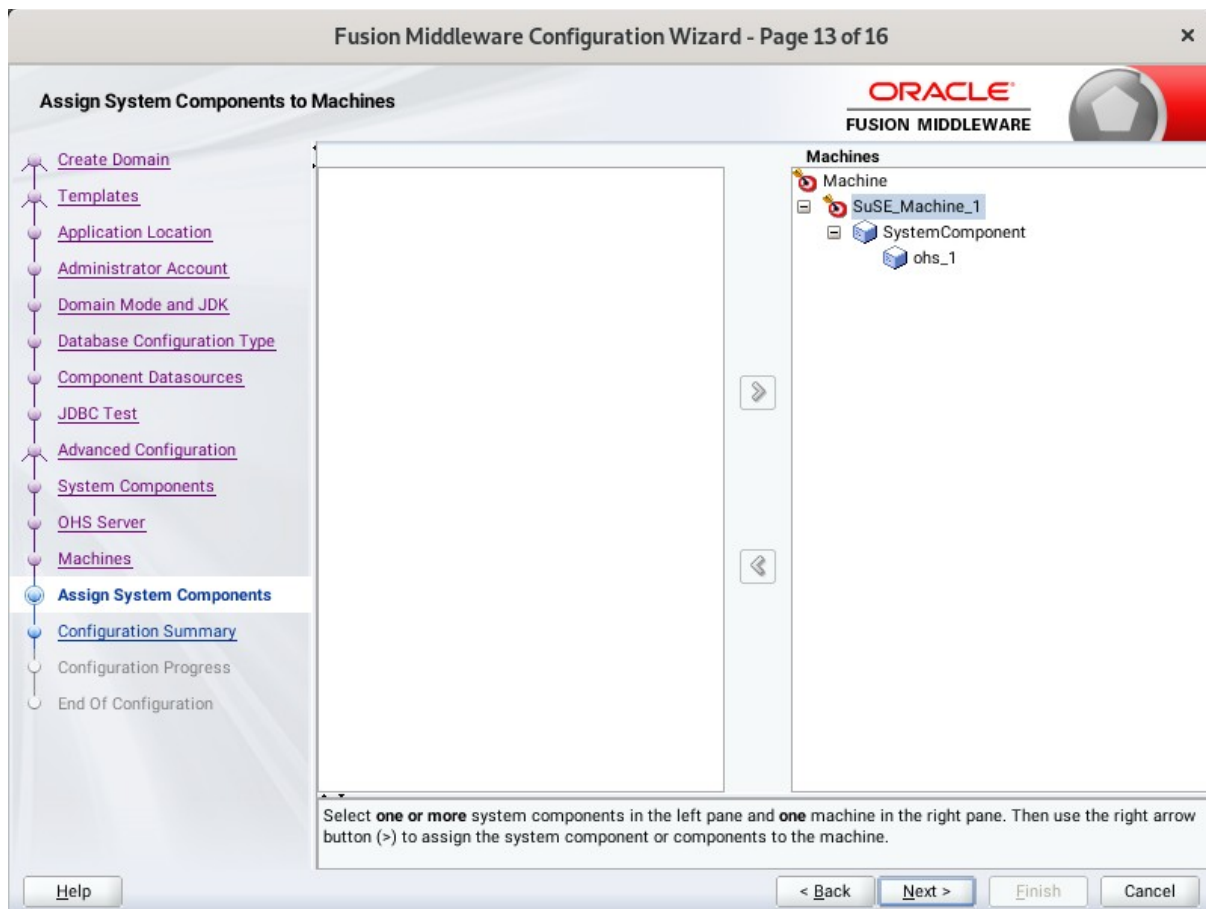 Fusion Middleware Configuration Wizard - Page 13 of 16
×
Assign System Components to Machines
ORACLE
FUSION MIDDLEWARE
Create Domain
Templates
Application Location
Administrator Account
Domain Mode and JDK
Database Configuration Type
Component Datasources
JDBC Test
Advanced Configuration
System Components
OHS Server
Machines
Assign System Components
Configuration Summary
Configuration Progress
End Of Configuration
Machines
Machine
SuSE_Machine_1
SystemComponent
ohs_1
Select one or more system components in the left pane and one machine in the right pane. Then use the right arrow
button (>) to assign the system component or components to the machine.
Help
< Back
Next >
Finish
Cancel